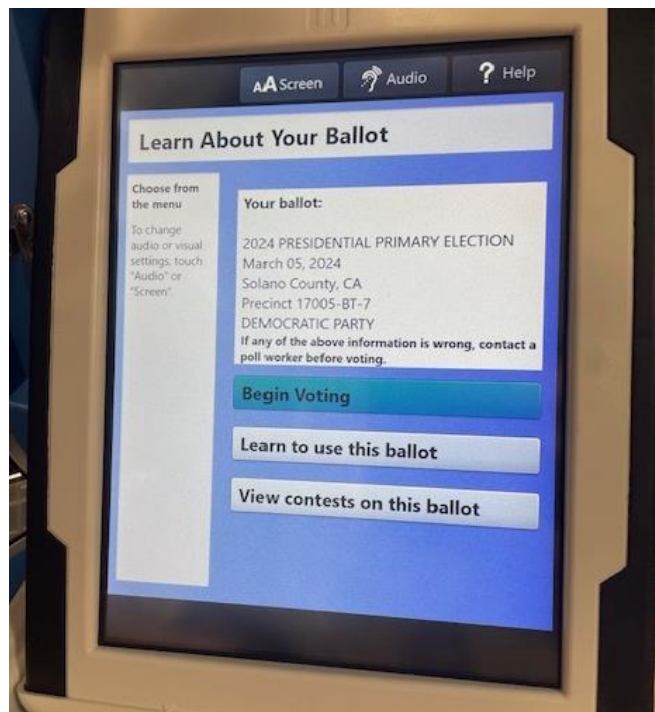 AA Screen
Audio
? Help
Learn About Your Ballot
Choose from
the menu
To change
audio or visual
settings, touch
"Audio" or
"Screen".
Your ballot:
2024 PRESIDENTIAL PRIMARY ELECTION
March 05, 2024
Solano County, CA
Precinct 17005-BT-7
DEMOCRATIC PARTY
If any of the above information is wrong, contact a
poll worker before voting.
Begin Voting
Learn to use this ballot
View contests on this ballot